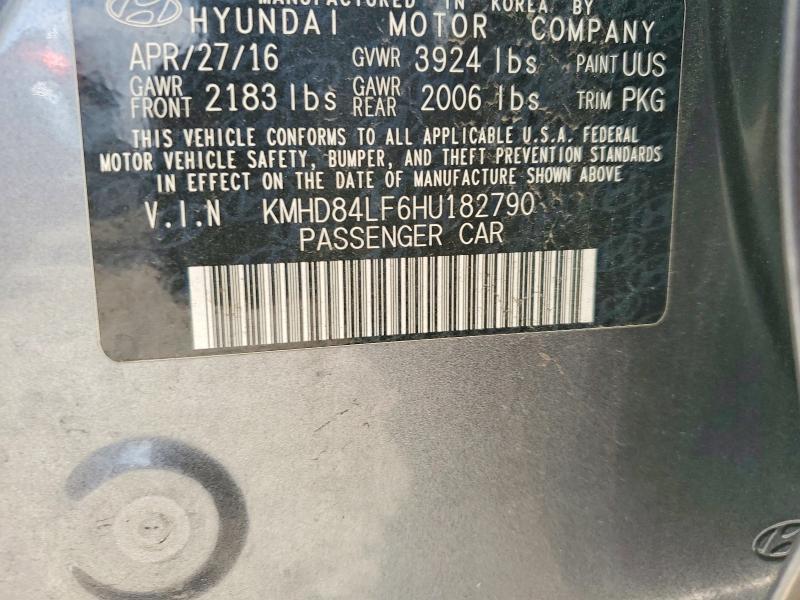 MANUFACTURED IN KOREA BY
HYUNDAI MOTOR COMPANY
APR/27/16 GVWR 3924 lbs PAINT UUS
GAWR FRONT 2183 lbs GAWR REAR 2006 lbs TRIM PKG
THIS VEHICLE CONFORMS TO ALL APPLICABLE U.S.A. FEDERAL
MOTOR VEHICLE SAFETY, BUMPER, AND THEFT PREVENTION STANDARDS
IN EFFECT ON THE DATE OF MANUFACTURE SHOWN ABOVE
V.I.N KMHD84LF6HU182790
PASSENGER CAR